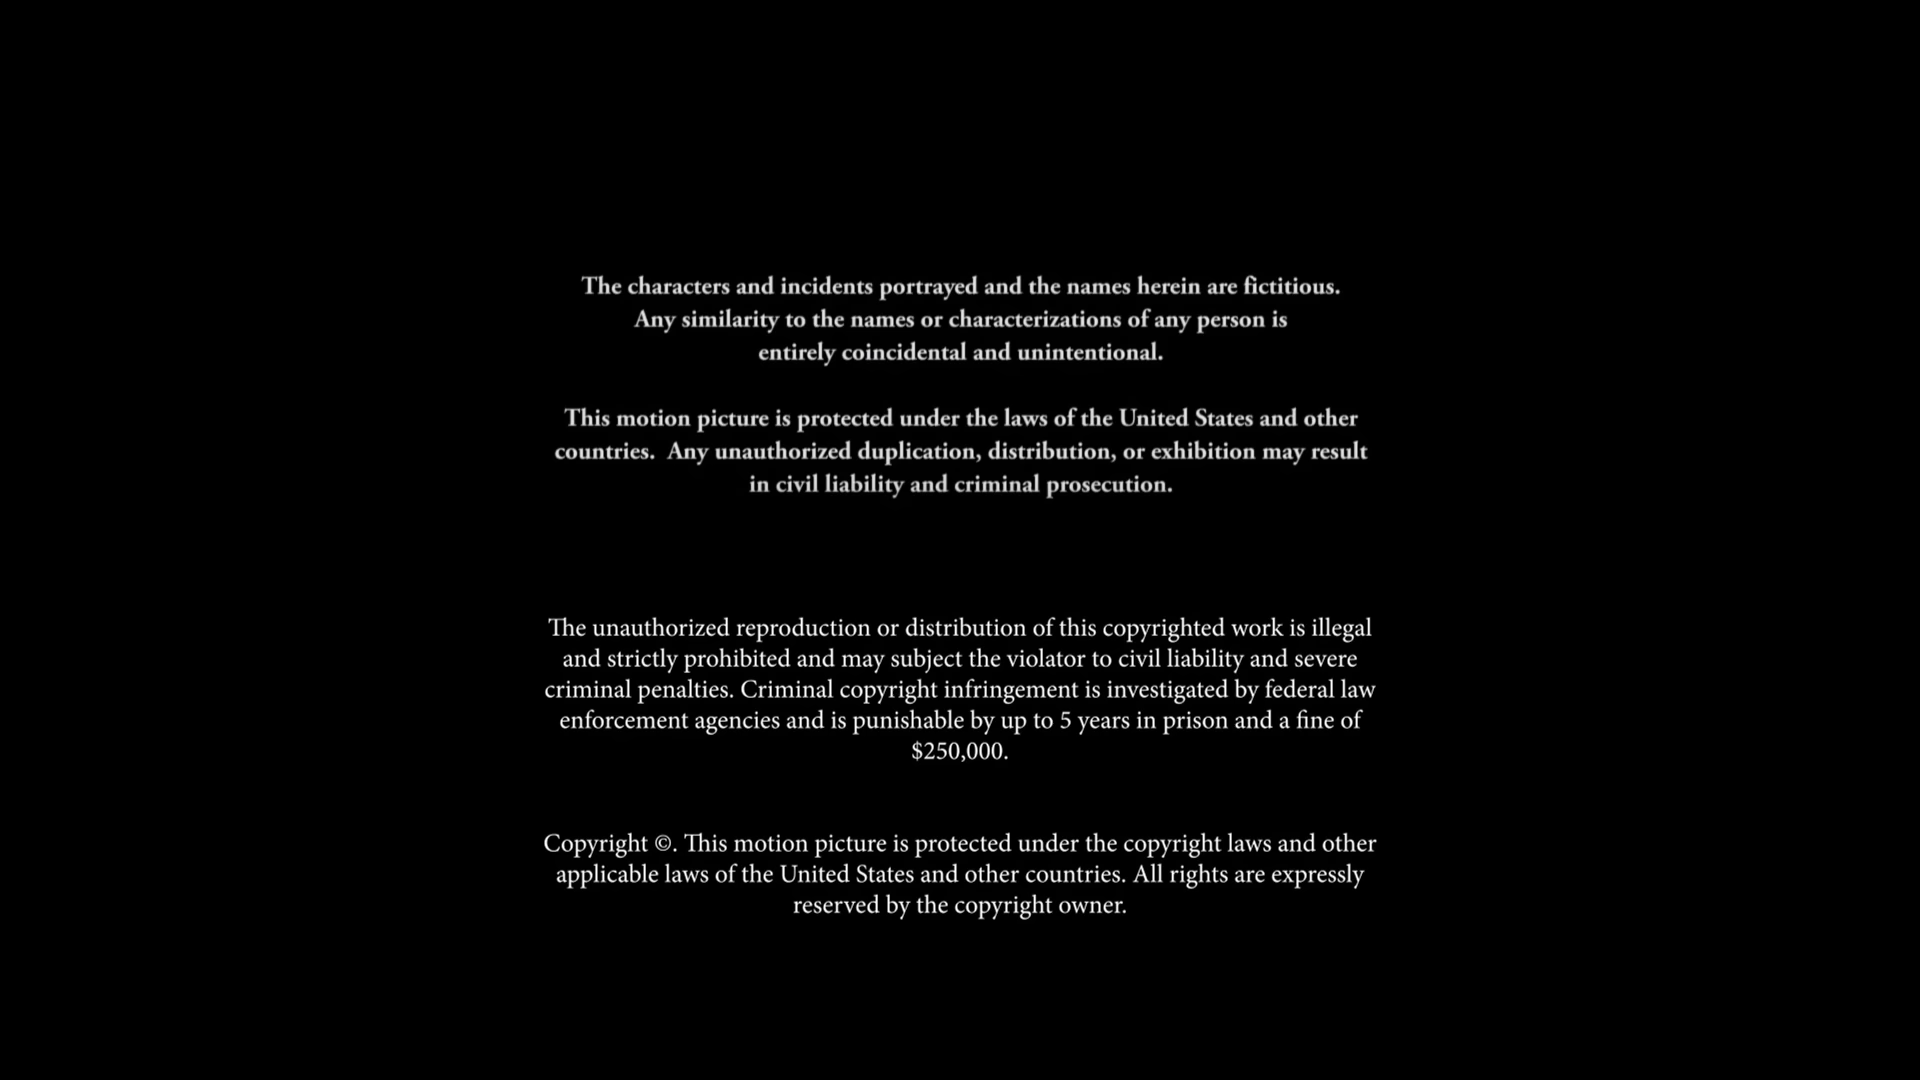 The characters and incidents portrayed and the names herein are fictitious.
Any similarity to the names or characterizations of any person is
entirely coincidental and unintentional.
This motion picture is protected under the laws of the United States and other
countries.  Any unauthorized duplication, distribution, or exhibition may result
in civil liability and criminal prosecution.
The unauthorized reproduction or distribution of this copyrighted work is illegal
and strictly prohibited and may subject the violator to civil liability and severe
criminal penalties. Criminal copyright infringement is investigated by federal law
enforcement agencies and is punishable by up to 5 years in prison and a fine of
$250,000.
Copyright ©. This motion picture is protected under the copyright laws and other
applicable laws of the United States and other countries. All rights are expressly
reserved by the copyright owner.